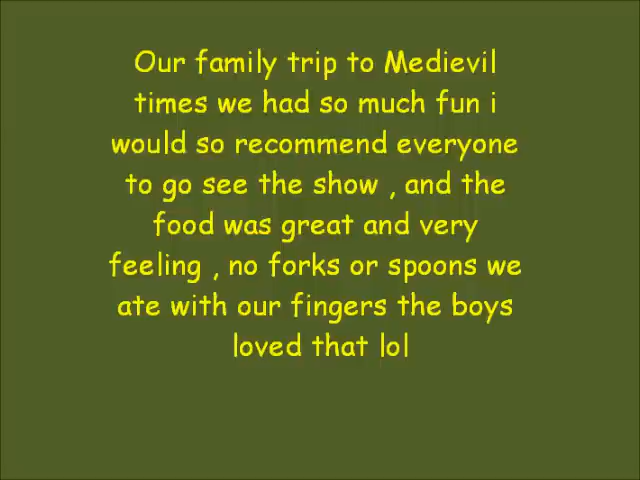 Our family trip to Medievil
times we had so much fun i
would so recommend everyone
to go see the show , and the
food was great and very
feeling , no forks or spoons we
ate with our fingers the boys
loved that lol